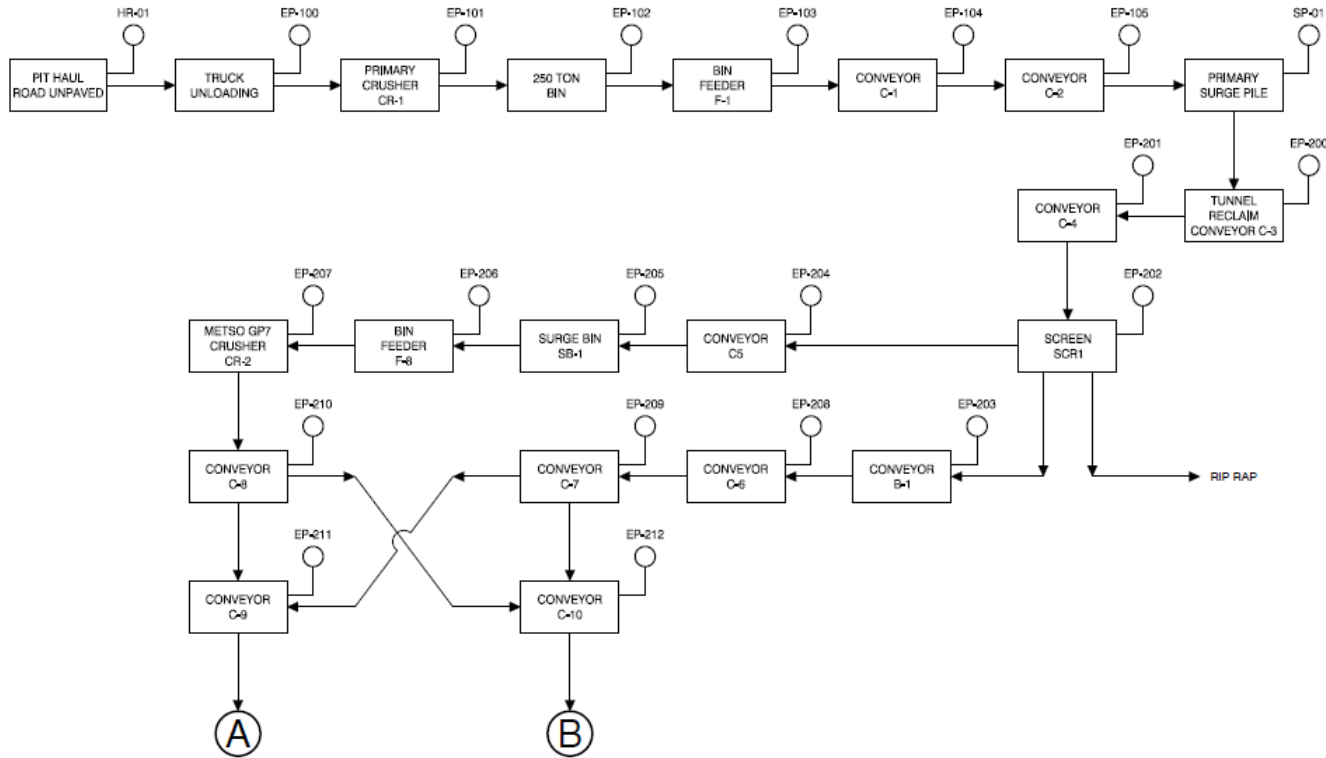 HR-01
EP-100
EP-101
EP-102
EP-103
EP-104
EP-105
SP-01
PIT HAUL
ROAD UNPAVED
TRUCK
UNLOADING
PRIMARY
CRUSHER
CR-1
250 TON
BIN
BIN
FEEDER
F-1
CONVEYOR
C-1
CONVEYOR
C-2
PRIMARY
SURGE PILE
EP-201
EP-200
CONVEYOR
C-4
TUNNEL
RECLAIM
CONVEYOR C-3
EP-207
EP-206
EP-205
EP-204
EP-202
METSO GP7
CRUSHER
CR-2
BIN
FEEDER
F-8
SURGE BIN
SB-1
CONVEYOR
C5
SCREEN
SCR1
EP-210
EP-209
EP-208
EP-203
CONVEYOR
C-8
CONVEYOR
C-7
CONVEYOR
C-6
CONVEYOR
B-1
RIP RAP
EP-211
EP-212
CONVEYOR
C-9
CONVEYOR
C-10
A
B